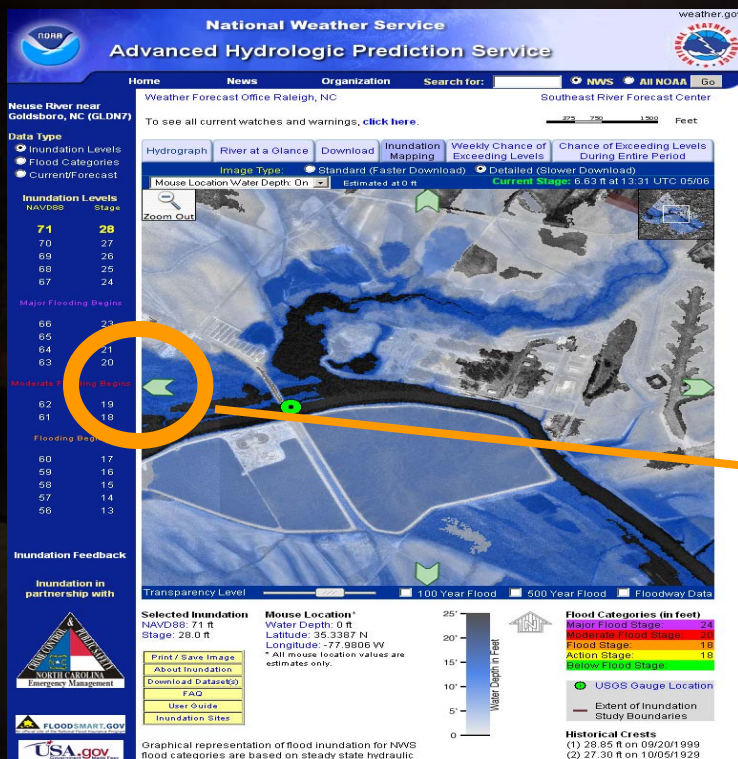 weather.gov
NOAA
National Weather Service
Advanced Hydrologic Prediction Service
Home News Organization Search for: NWS All NOAA Go
Neuse River near
Goldsboro, NC (GLDN7)
Data Type
Inundation Levels
Flood Categories
Current/Forecast
Inundation Levels
NAVD88 Stage
71 28
70 27
69 26
68 25
67 24
Major Flooding Begins
66 23
65
64 21
63 20
Moderate Flooding Begins
62 19
61 18
Flooding Begins
60 17
59 16
58 15
57 14
56 13
Inundation Feedback
Inundation in
partnership with
CRIME CONTROL & PUBLIC SAFETY
NORTH CAROLINA
Emergency Management
FLOODSMART.GOV
USA.gov
Weather Forecast Office Raleigh, NC Southeast River Forecast Center
To see all current watches and warnings, click here.
375 750 1500 Feet
Hydrograph River at a Glance Download Inundation Mapping Weekly Chance of Exceeding Levels Chance of Exceeding Levels During Entire Period
Image Type: Standard (Faster Download) Detailed (Slower Download)
Mouse Location Water Depth: On Estimated at 0 ft Current Stage: 6.63 ft at 13:31 UTC 05/06
Zoom Out
Transparency Level 100 Year Flood 500 Year Flood Floodway Data
Selected Inundation
NAVD88: 71 ft
Stage: 28.0 ft
Print / Save Image
About Inundation
Download Dataset(s)
FAQ
User Guide
Inundation Sites
Mouse Location*
Water Depth: 0 ft
Latitude: 35.3387 N
Longitude: -77.9806 W
* All mouse location values are
estimates only.
25'
20'
15'
10'
5'
0
Water Depth in Feet
Flood Categories (in feet)
Major Flood Stage: 24
Moderate Flood Stage: 20
Flood Stage: 18
Action Stage: 18
Below Flood Stage:
USGS Gauge Location
Extent of Inundation
Study Boundaries
Historical Crests
(1) 28.85 ft on 09/20/1999
(2) 27.30 ft on 10/05/1929
Graphical representation of flood inundation for NWS
flood categories are based on steady state hydraulic